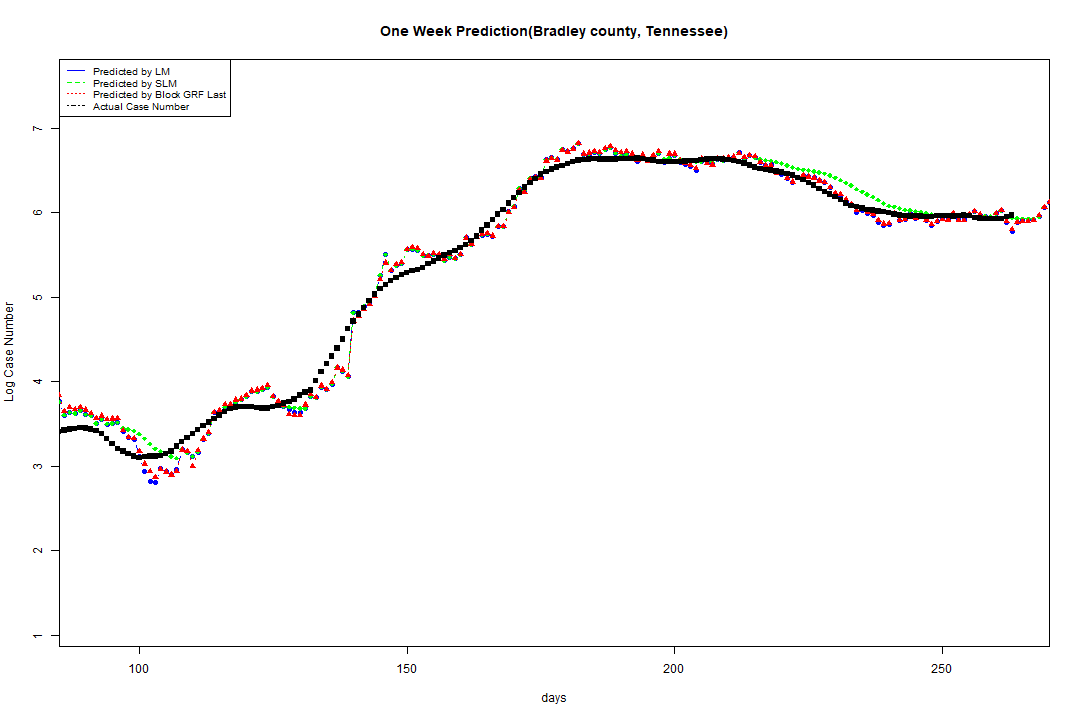 One Week Prediction(Bradley county, Tennessee)
Predicted by LM
Predicted by SLM
Predicted by Block GRF Last
Actual Case Number
7
6
5
4
3
2
1
Log Case Number
100 150 200 250
days